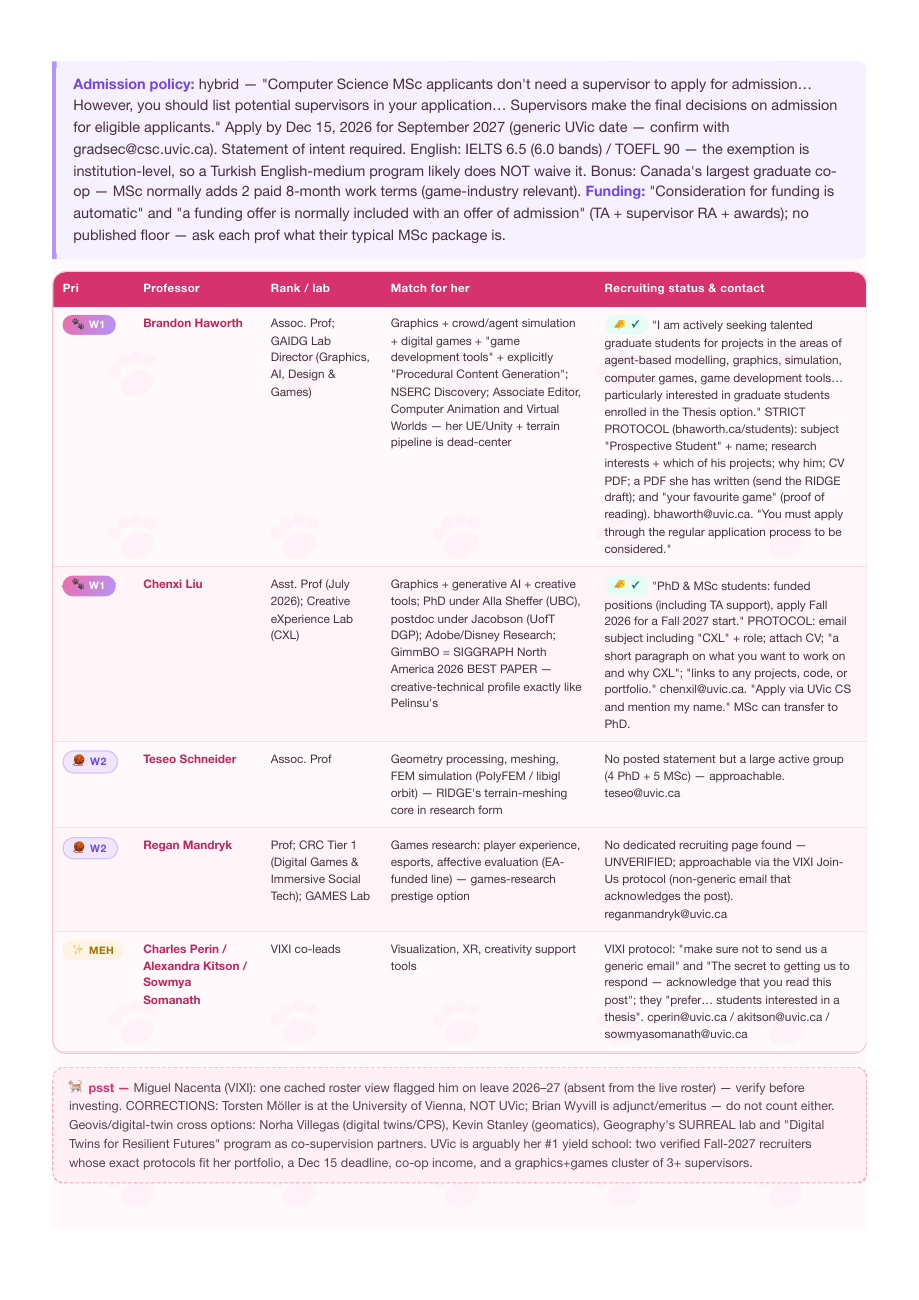 Admission policy: hybrid — "Computer Science MSc applicants don't need a supervisor to apply for admission…
However, you should list potential supervisors in your application… Supervisors make the final decisions on admission
for eligible applicants." Apply by Dec 15, 2026 for September 2027 (generic UVic date — confirm with
gradsec@csc.uvic.ca). Statement of intent required. English: IELTS 6.5 (6.0 bands) / TOEFL 90 — the exemption is
institution-level, so a Turkish English-medium program likely does NOT waive it. Bonus: Canada's largest graduate co-
op — MSc normally adds 2 paid 8-month work terms (game-industry relevant). Funding: "Consideration for funding is
automatic" and "a funding offer is normally included with an offer of admission" (TA + supervisor RA + awards); no
published floor — ask each prof what their typical MSc package is.
Pri Professor Rank / lab Match for her Recruiting status & contact
W1
Brandon Haworth
Assoc. Prof;
GAIDG Lab
Director (Graphics,
AI, Design &
Games)
Graphics + crowd/agent simulation
+ digital games + "game
development tools" + explicitly
"Procedural Content Generation";
NSERC Discovery; Associate Editor,
Computer Animation and Virtual
Worlds — her UE/Unity + terrain
pipeline is dead-center
✓ "I am actively seeking talented
graduate students for projects in the areas of
agent-based modelling, graphics, simulation,
computer games, game development tools…
particularly interested in graduate students
enrolled in the Thesis option." STRICT
PROTOCOL (bhaworth.ca/students): subject
"Prospective Student" + name; research
interests + which of his projects; why him; CV
PDF; a PDF she has written (send the RIDGE
draft); and "your favourite game" (proof of
reading). bhaworth@uvic.ca. "You must apply
through the regular application process to be
considered."
W1
Chenxi Liu
Asst. Prof (July
2026); Creative
eXperience Lab
(CXL)
Graphics + generative AI + creative
tools; PhD under Alla Sheffer (UBC),
postdoc under Jacobson (UofT
DGP); Adobe/Disney Research;
GimmBO = SIGGRAPH North
America 2026 BEST PAPER —
creative-technical profile exactly like
Pelinsu's
✓ "PhD & MSc students: funded
positions (including TA support), apply Fall
2026 for a Fall 2027 start." PROTOCOL: email
subject including "CXL" + role; attach CV; "a
short paragraph on what you want to work on
and why CXL"; "links to any projects, code, or
portfolio." chenxil@uvic.ca. "Apply via UVic CS
and mention my name." MSc can transfer to
PhD.
W2
Teseo Schneider
Assoc. Prof
Geometry processing, meshing,
FEM simulation (PolyFEM / libigl
orbit) — RIDGE's terrain-meshing
core in research form
No posted statement but a large active group
(4 PhD + 5 MSc) — approachable.
teseo@uvic.ca
W2
Regan Mandryk
Prof; CRC Tier 1
(Digital Games &
Immersive Social
Tech); GAMES Lab
Games research: player experience,
esports, affective evaluation (EA-
funded line) — games-research
prestige option
No dedicated recruiting page found —
UNVERIFIED; approachable via the VIXI Join-
Us protocol (non-generic email that
acknowledges the post).
reganmandryk@uvic.ca
MEH
Charles Perin /
Alexandra Kitson /
Sowmya
Somanath
VIXI co-leads
Visualization, XR, creativity support
tools
VIXI protocol: "make sure not to send us a
generic email" and "The secret to getting us to
respond — acknowledge that you read this
post"; they "prefer… students interested in a
thesis". cperin@uvic.ca / akitson@uvic.ca /
sowmyasomanath@uvic.ca
psst — Miguel Nacenta (VIXI): one cached roster view flagged him on leave 2026–27 (absent from the live roster) — verify before
investing. CORRECTIONS: Torsten Möller is at the University of Vienna, NOT UVic; Brian Wyvill is adjunct/emeritus — do not count either.
Geovis/digital-twin cross options: Norha Villegas (digital twins/CPS), Kevin Stanley (geomatics), Geography's SURREAL lab and "Digital
Twins for Resilient Futures" program as co-supervision partners. UVic is arguably her #1 yield school: two verified Fall-2027 recruiters
whose exact protocols fit her portfolio, a Dec 15 deadline, co-op income, and a graphics+games cluster of 3+ supervisors.